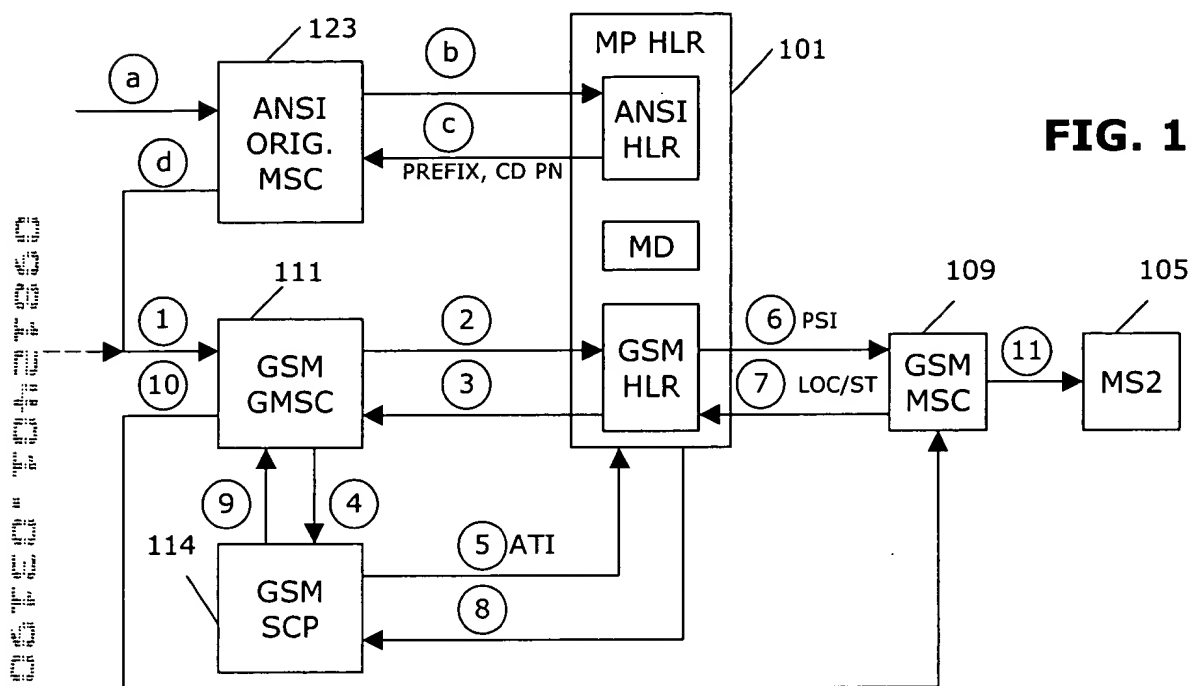 FIG. 1
123
a
ANSI
ORIG.
MSC
b
c
PREFIX, CD PN
d
MP HLR
101
ANSI
HLR
MD
GSM
HLR
111
1
10
GSM
GMSC
2
3
6 PSI
7 LOC/ST
109
GSM
MSC
11
105
MS2
9
4
114
GSM
SCP
5 ATI
8